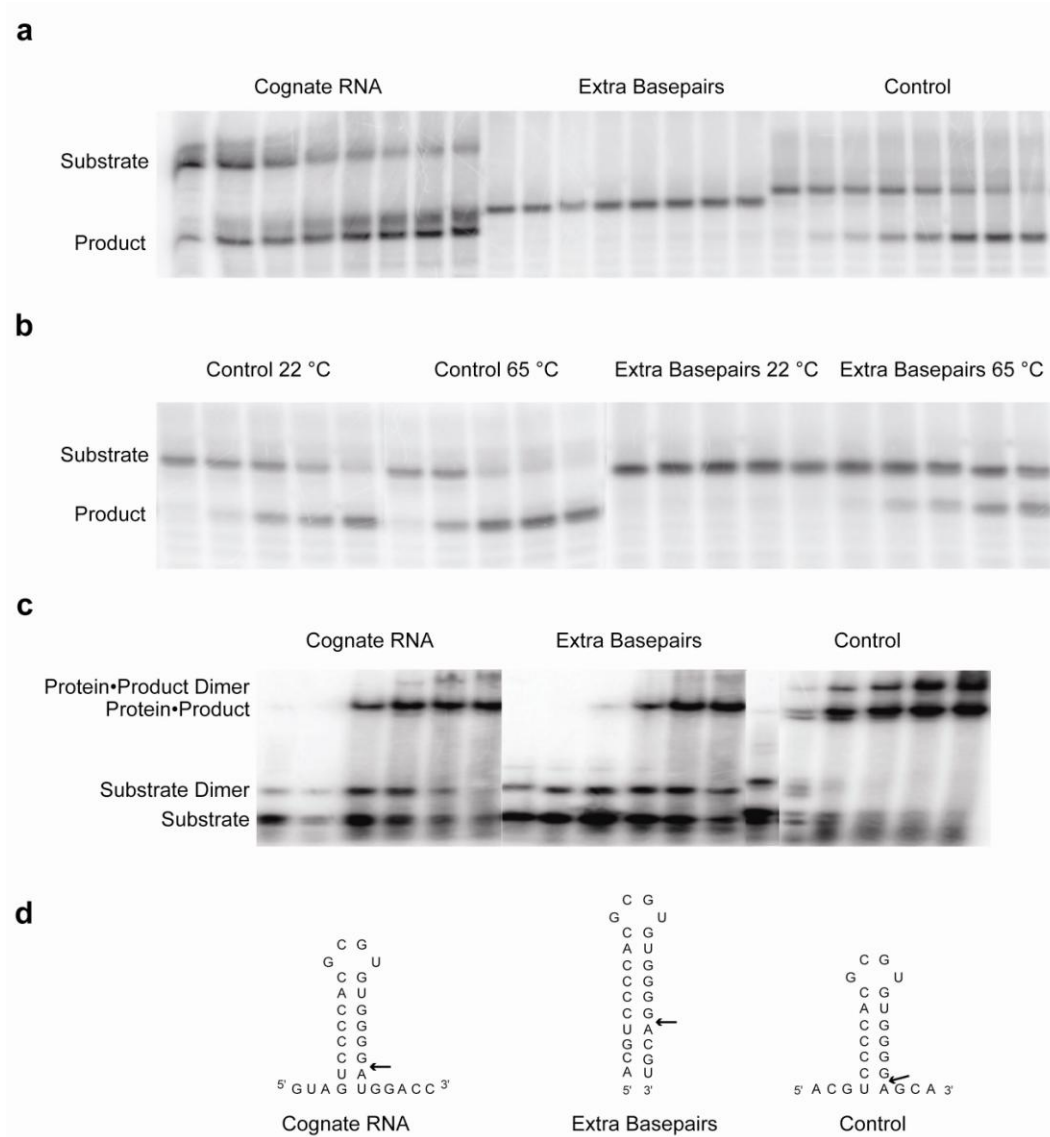 a
Cognate RNA Extra Basepairs Control
Substrate
Product
b
Control 22 °C Control 65 °C Extra Basepairs 22 °C Extra Basepairs 65 °C
Substrate
Product
c
Cognate RNA Extra Basepairs Control
Protein•Product Dimer
Protein•Product
Substrate Dimer
Substrate
d
C G
G U
C G
A U
C G
C G
C G
C G
U A
5' G U A G U G G A C C 3'
Cognate RNA
C G
G U
C G
A U
C G
C G
C G
C G
U A
G C
C G
A U
5' 3'
Extra Basepairs
C G
G U
C G
A U
C G
C G
C G
C G
5' A C G U A G C A 3'
Control